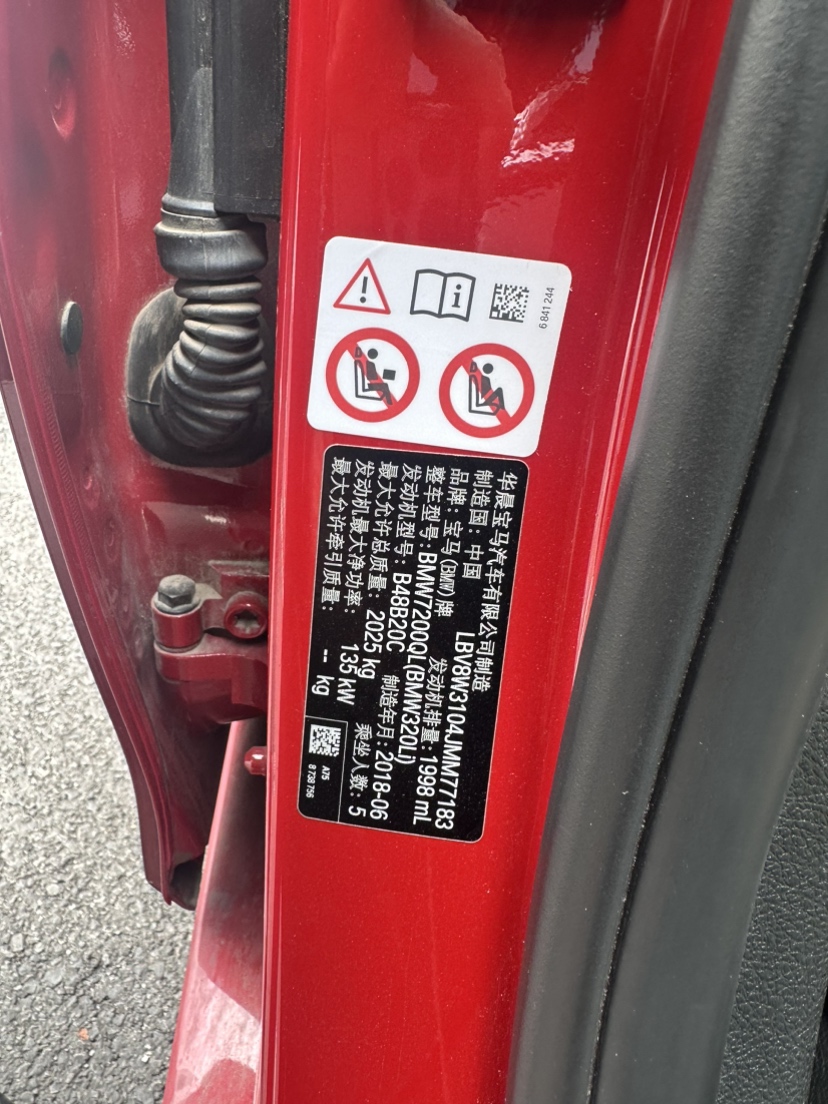 6 841 244
华晨宝马汽车有限公司制造
制造国：中国 LBV8W3104JMM77183
品牌：宝马（BMW）牌 发动机排量：1998 mL
整车型号：BMW7200QL(BMW320Li)
发动机型号：B48B20C 制造年月：2018-06
最大允许总质量：2025 kg 乘坐人数：5
发动机最大净功率：135 kW
最大允许牵引质量：-- kg
A75
8 738 756